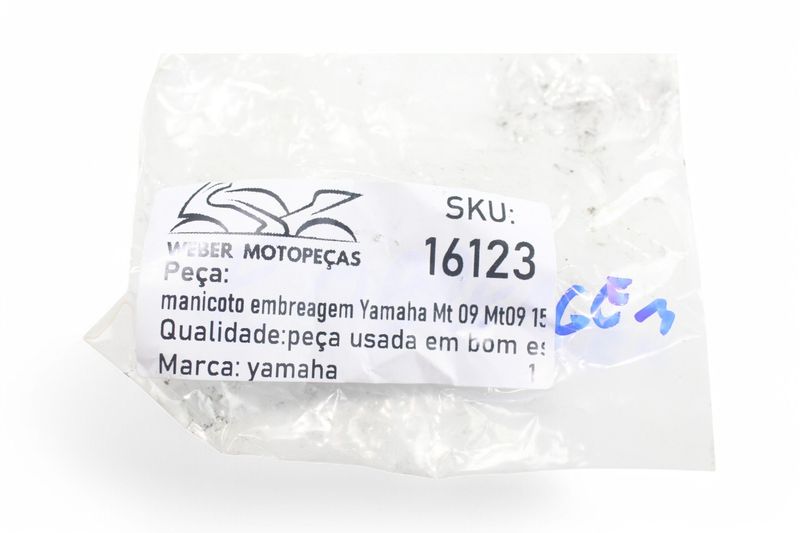 WEBER MOTOPEÇAS
SKU:
16123
Peça:
manicoto embreagem Yamaha Mt 09 Mt09 15
Qualidade:peça usada em bom es
Marca: yamaha
1